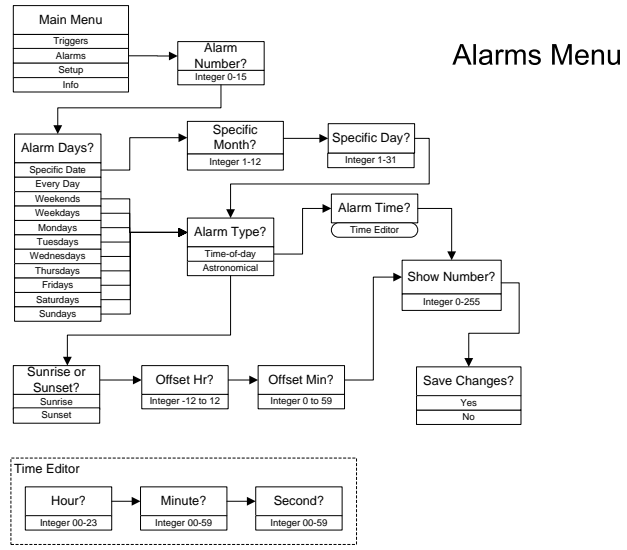 Alarms Menu
Main Menu
Triggers
Alarms
Setup
Info
Alarm
Number?
Integer 0-15
Alarm Days?
Specific Date
Every Day
Weekends
Weekdays
Mondays
Tuesdays
Wednesdays
Thursdays
Fridays
Saturdays
Sundays
Specific
Month?
Integer 1-12
Specific Day?
Integer 1-31
Alarm Type?
Time-of-day
Astronomical
Alarm Time?
Time Editor
Show Number?
Integer 0-255
Sunrise or
Sunset?
Sunrise
Sunset
Offset Hr?
Integer -12 to 12
Offset Min?
Integer 0 to 59
Save Changes?
Yes
No
Time Editor
Hour?
Integer 00-23
Minute?
Integer 00-59
Second?
Integer 00-59